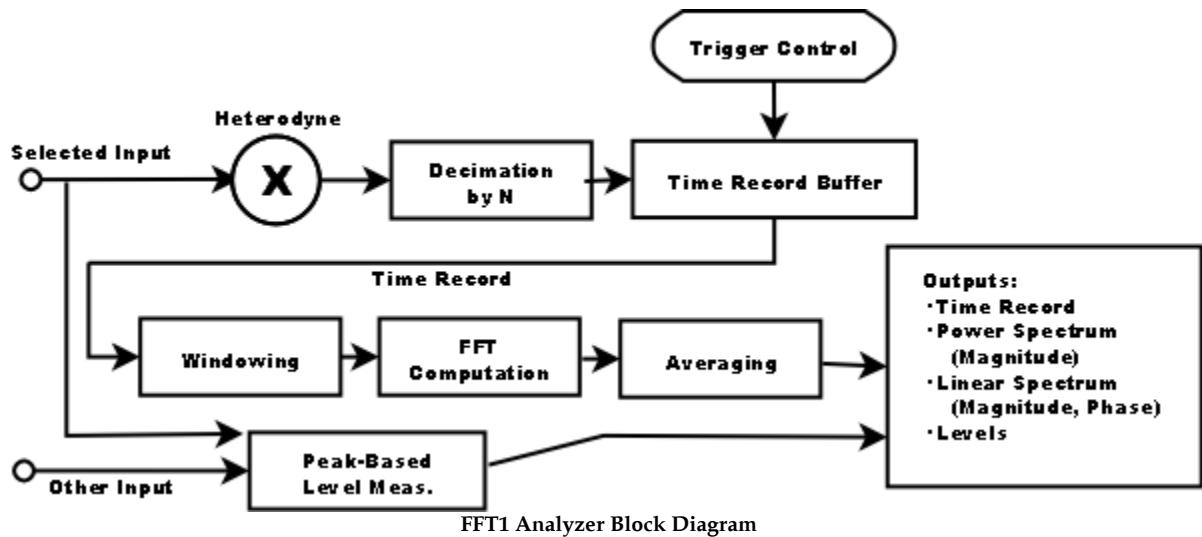 Trigger Control
Heterodyne
Selected Input
X
Decimation
by N
Time Record Buffer
Time Record
Outputs:
·Time Record
·Power Spectrum
(Magnitude)
·Linear Spectrum
(Magnitude, Phase)
·Levels
Windowing
FFT
Computation
Averaging
Other Input
Peak-Based
Level Meas.
FFT1 Analyzer Block Diagram